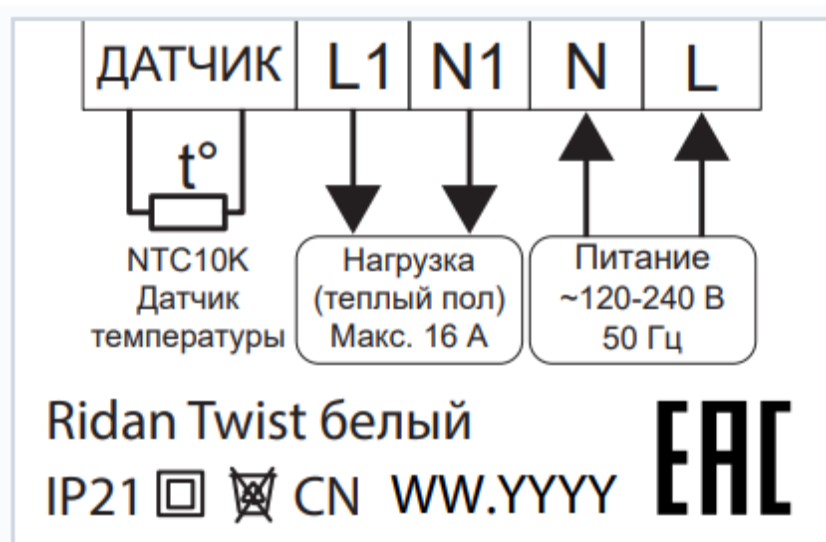 ДАТЧИК L1 N1 N L
t°
NTC10K
Датчик
температуры
Нагрузка
(теплый пол)
Макс. 16 А
Питание
~120-240 В
50 Гц
Ridan Twist белый
IP21 CN WW.YYYY
EAC